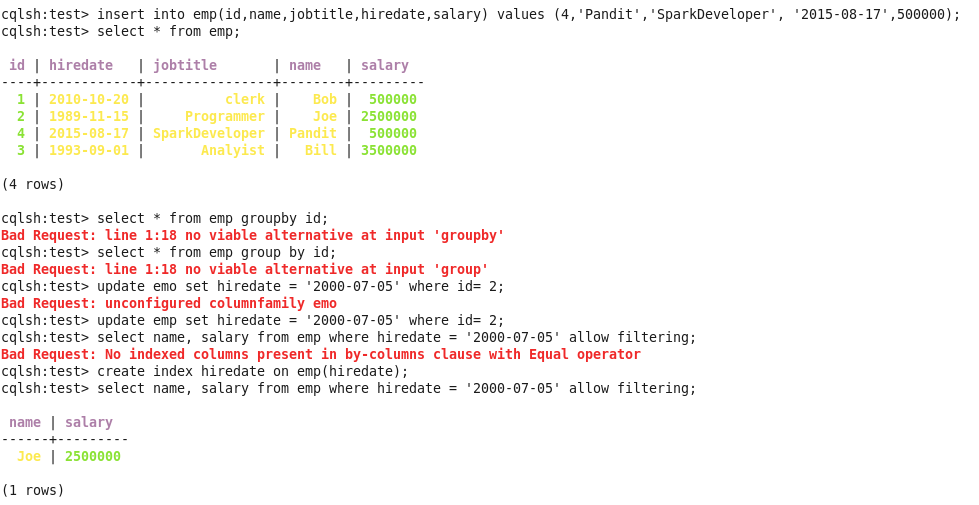 cqlsh:test> insert into emp(id,name,jobtitle,hiredate,salary) values (4,'Pandit','SparkDeveloper', '2015-08-17',500000);
cqlsh:test> select * from emp;
 id | hiredate   | jobtitle       | name   | salary
----+------------+----------------+--------+---------
  1 | 2010-10-20 |          clerk |    Bob |  500000
  2 | 1989-11-15 |     Programmer |    Joe | 2500000
  4 | 2015-08-17 | SparkDeveloper | Pandit |  500000
  3 | 1993-09-01 |       Analyist |   Bill | 3500000
(4 rows)
cqlsh:test> select * from emp groupby id;
Bad Request: line 1:18 no viable alternative at input 'groupby'
cqlsh:test> select * from emp group by id;
Bad Request: line 1:18 no viable alternative at input 'group'
cqlsh:test> update emo set hiredate = '2000-07-05' where id= 2;
Bad Request: unconfigured columnfamily emo
cqlsh:test> update emp set hiredate = '2000-07-05' where id= 2;
cqlsh:test> select name, salary from emp where hiredate = '2000-07-05' allow filtering;
Bad Request: No indexed columns present in by-columns clause with Equal operator
cqlsh:test> create index hiredate on emp(hiredate);
cqlsh:test> select name, salary from emp where hiredate = '2000-07-05' allow filtering;
 name | salary
------+---------
  Joe | 2500000
(1 rows)